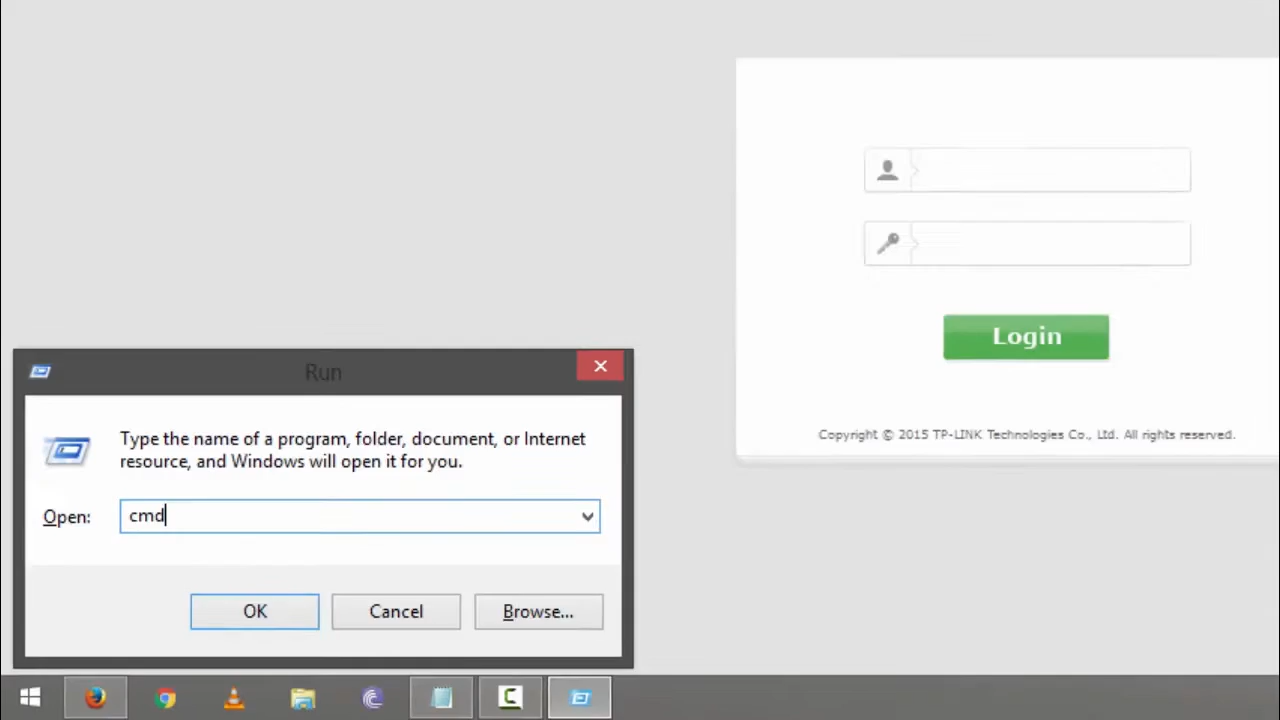 Login
Copyright © 2015 TP-LINK Technologies Co., Ltd. All rights reserved.
Run
Type the name of a program, folder, document, or Internet
resource, and Windows will open it for you.
Open: cmd
OK Cancel Browse...